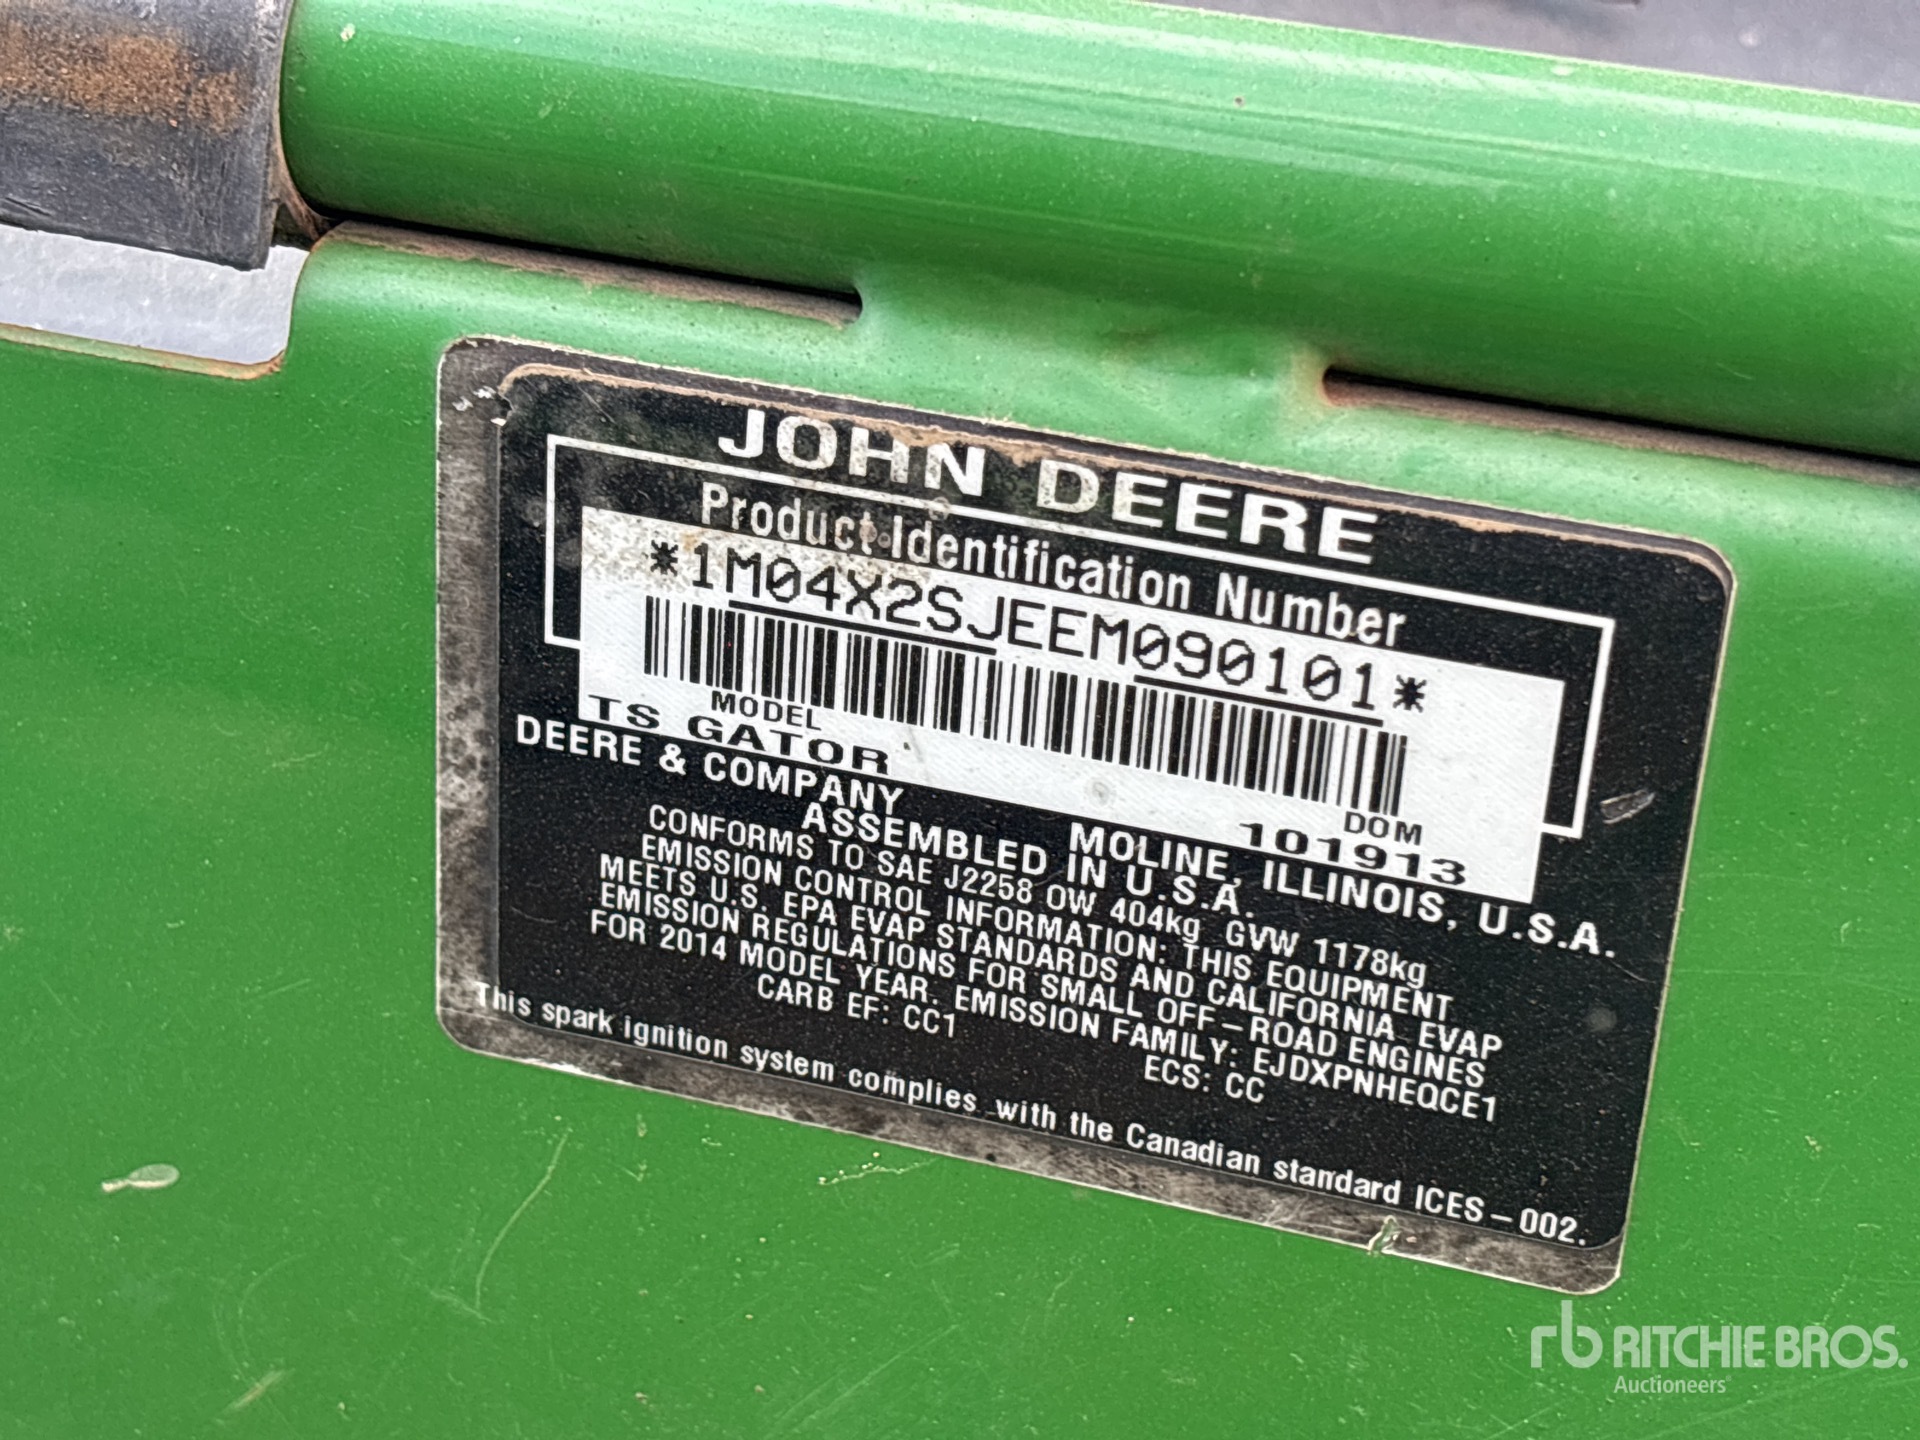 JOHN DEERE
Product Identification Number
*1M04X2SJEEM090101*
MODEL
TS GATOR
DOM
101913
DEERE & COMPANY MOLINE, ILLINOIS, U.S.A.
ASSEMBLED IN U.S.A.
CONFORMS TO SAE J2258 OW 404kg GVW 1178kg
EMISSION CONTROL INFORMATION: THIS EQUIPMENT
MEETS U.S. EPA EVAP STANDARDS AND CALIFORNIA EVAP
EMISSION REGULATIONS FOR SMALL OFF-ROAD ENGINES
FOR 2014 MODEL YEAR. EMISSION FAMILY: EJDXPNHEQCE1
CARB EF: CC1 ECS: CC
This spark ignition system complies with the Canadian standard ICES-002.
rb RITCHIE BROS.
Auctioneers